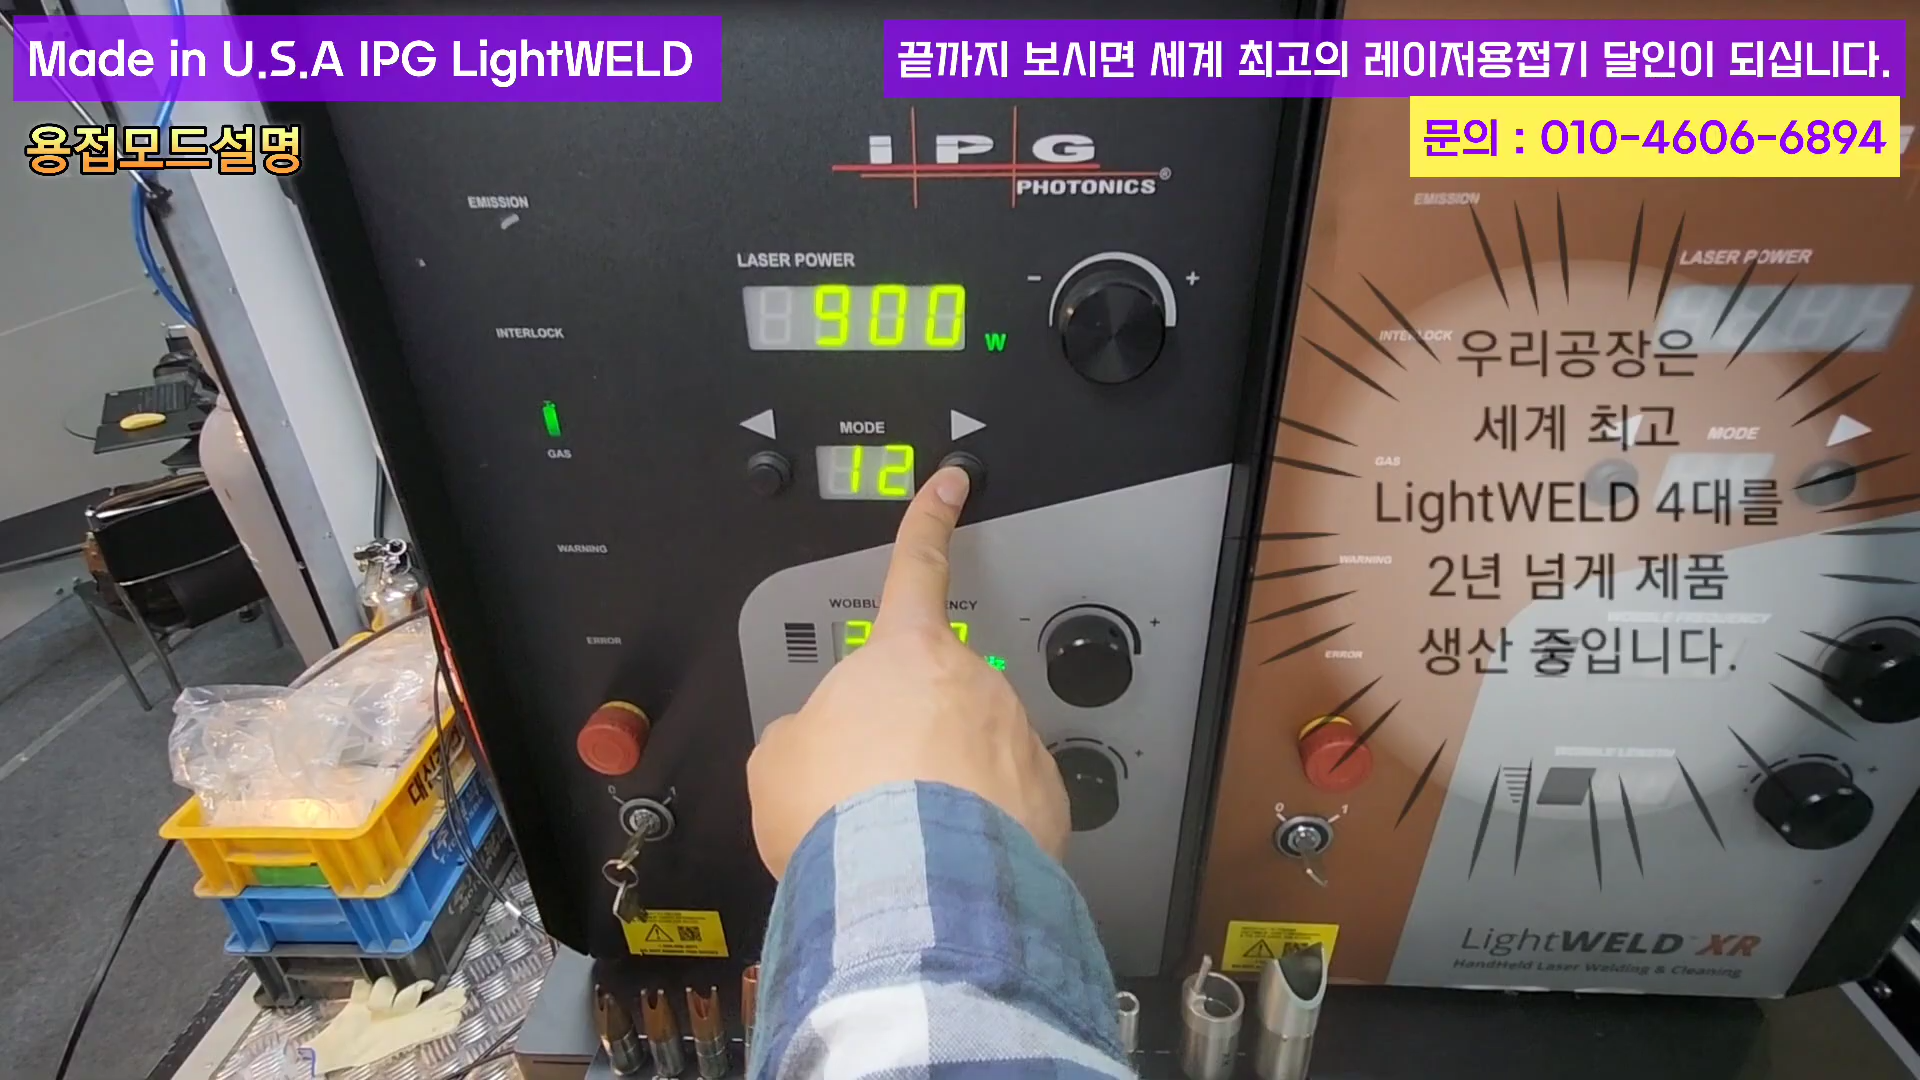 Made in U.S.A IPG LightWELD
끝까지 보시면 세계 최고의 레이저용접기 달인이 되십니다.
용접모드설명
문의 : 010-4606-6894
IPG
PHOTONICS®
EMISSION
LASER POWER
900
W
- +
INTERLOCK
MODE
12
GAS
WARNING
ERROR
- +
+
0 1
EMISSION
LASER POWER
INTERLOCK
우리공장은
세계 최고
LightWELD 4대를
2년 넘게 제품
생산 중입니다.
MODE
GAS
WARNING
WOBBLE FREQUENCY
ERROR
WOBBLE LENGTH
- +
0 1
LightWELD XR
HandHeld Laser Welding & Cleaning